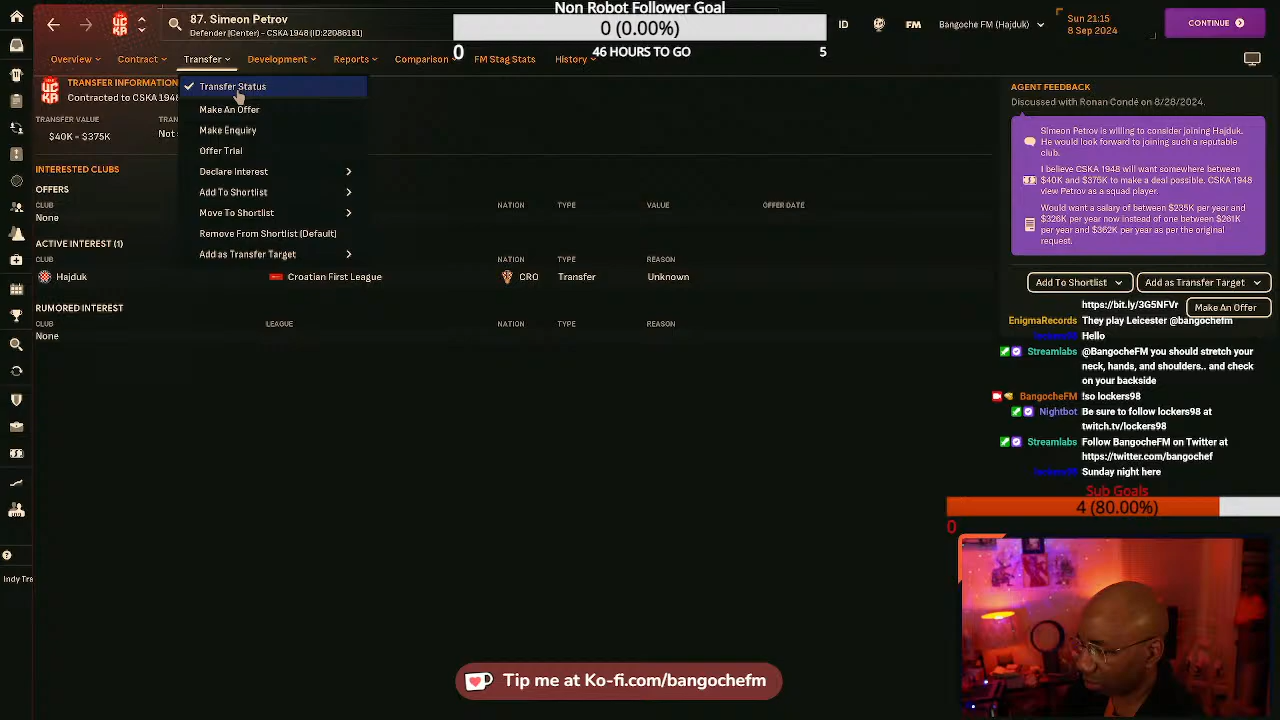 87. Simeon Petrov
Defender (Center) - CSKA 1948 (ID:22086191)
Non Robot Follower Goal
0 (0.00%)
0
46 HOURS TO GO
5
ID
FM
Bangoche FM (Hajduk)
Sun 21:15
8 Sep 2024
CONTINUE
Overview
Contract
Transfer
Development
Reports
Comparison
FM Stag Stats
History
TRANSFER INFORMATION
Contracted to CSKA 1948
TRANSFER VALUE
$40K - $375K
Transfer Status
Make An Offer
Make Enquiry
Offer Trial
Declare Interest
Add To Shortlist
Move To Shortlist
Remove From Shortlist (Default)
Add as Transfer Target
INTERESTED CLUBS
OFFERS
CLUB
NATION
TYPE
VALUE
OFFER DATE
None
ACTIVE INTEREST (1)
CLUB
NATION
TYPE
REASON
Hajduk
Croatian First League
CRO
Transfer
Unknown
RUMORED INTEREST
CLUB
LEAGUE
NATION
TYPE
REASON
None
AGENT FEEDBACK
Discussed with Ronan Condé on 8/28/2024.
Simeon Petrov is willing to consider joining Hajduk.
He would look forward to joining such a reputable
club.
I believe CSKA 1948 will want somewhere between
$40K and $375K to make a deal possible. CSKA 1948
view Petrov as a squad player.
Would want a salary of between $235K per year and
$326K per year now instead of one between $261K
per year and $362K per year as per the original
request.
Add To Shortlist
Add as Transfer Target
Make An Offer
https://bit.ly/3G5NFVr
EnigmaRecords They play Leicester @bangochefm
Hello
Streamlabs @BangocheFM you should stretch your
neck, hands, and shoulders.. and check
on your backside
BangocheFM !so lockers98
Nightbot Be sure to follow lockers98 at
twitch.tv/lockers98
Streamlabs Follow BangocheFM on Twitter at
https://twitter.com/bangochef
Sunday night here
Sub Goals
4 (80.00%)
0
Indy Tra
Tip me at Ko-fi.com/bangochefm